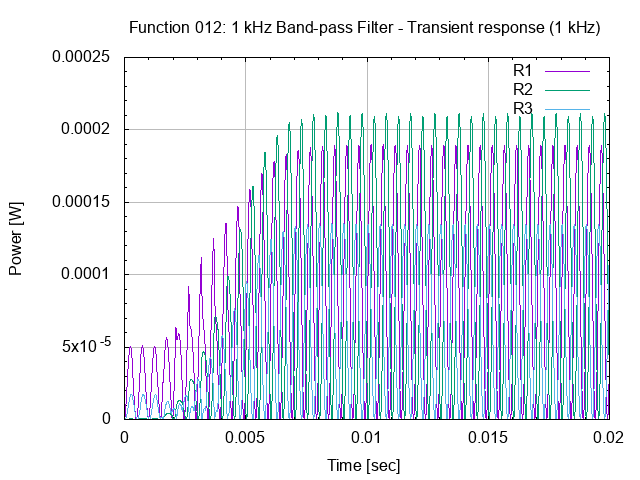 Function 012: 1 kHz Band-pass Filter - Transient response (1 kHz)
0.00025
R1
R2
R3
0.0002
0.00015
Power [W]
0.0001
5x10-5
0
0 0.005 0.01 0.015 0.02
Time [sec]